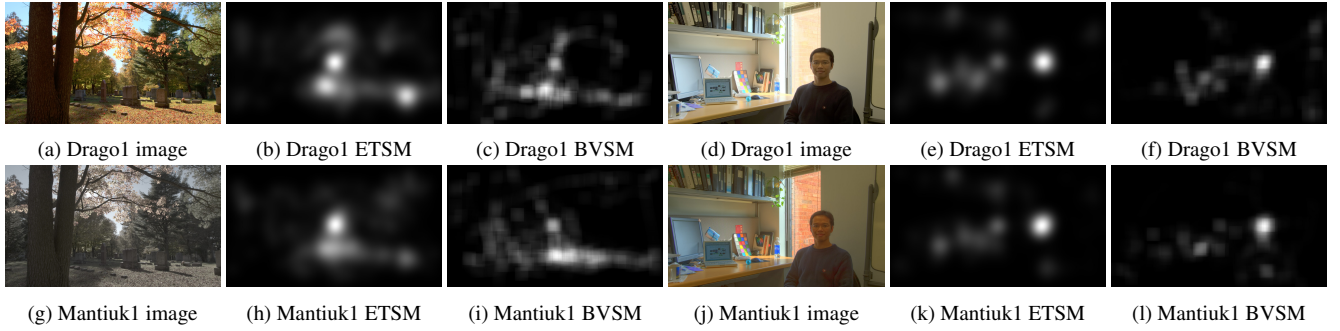 (a) Drago1 image (b) Drago1 ETSM (c) Drago1 BVSM (d) Drago1 image (e) Drago1 ETSM (f) Drago1 BVSM
(g) Mantiuk1 image (h) Mantiuk1 ETSM (i) Mantiuk1 BVSM (j) Mantiuk1 image (k) Mantiuk1 ETSM (l) Mantiuk1 BVSM